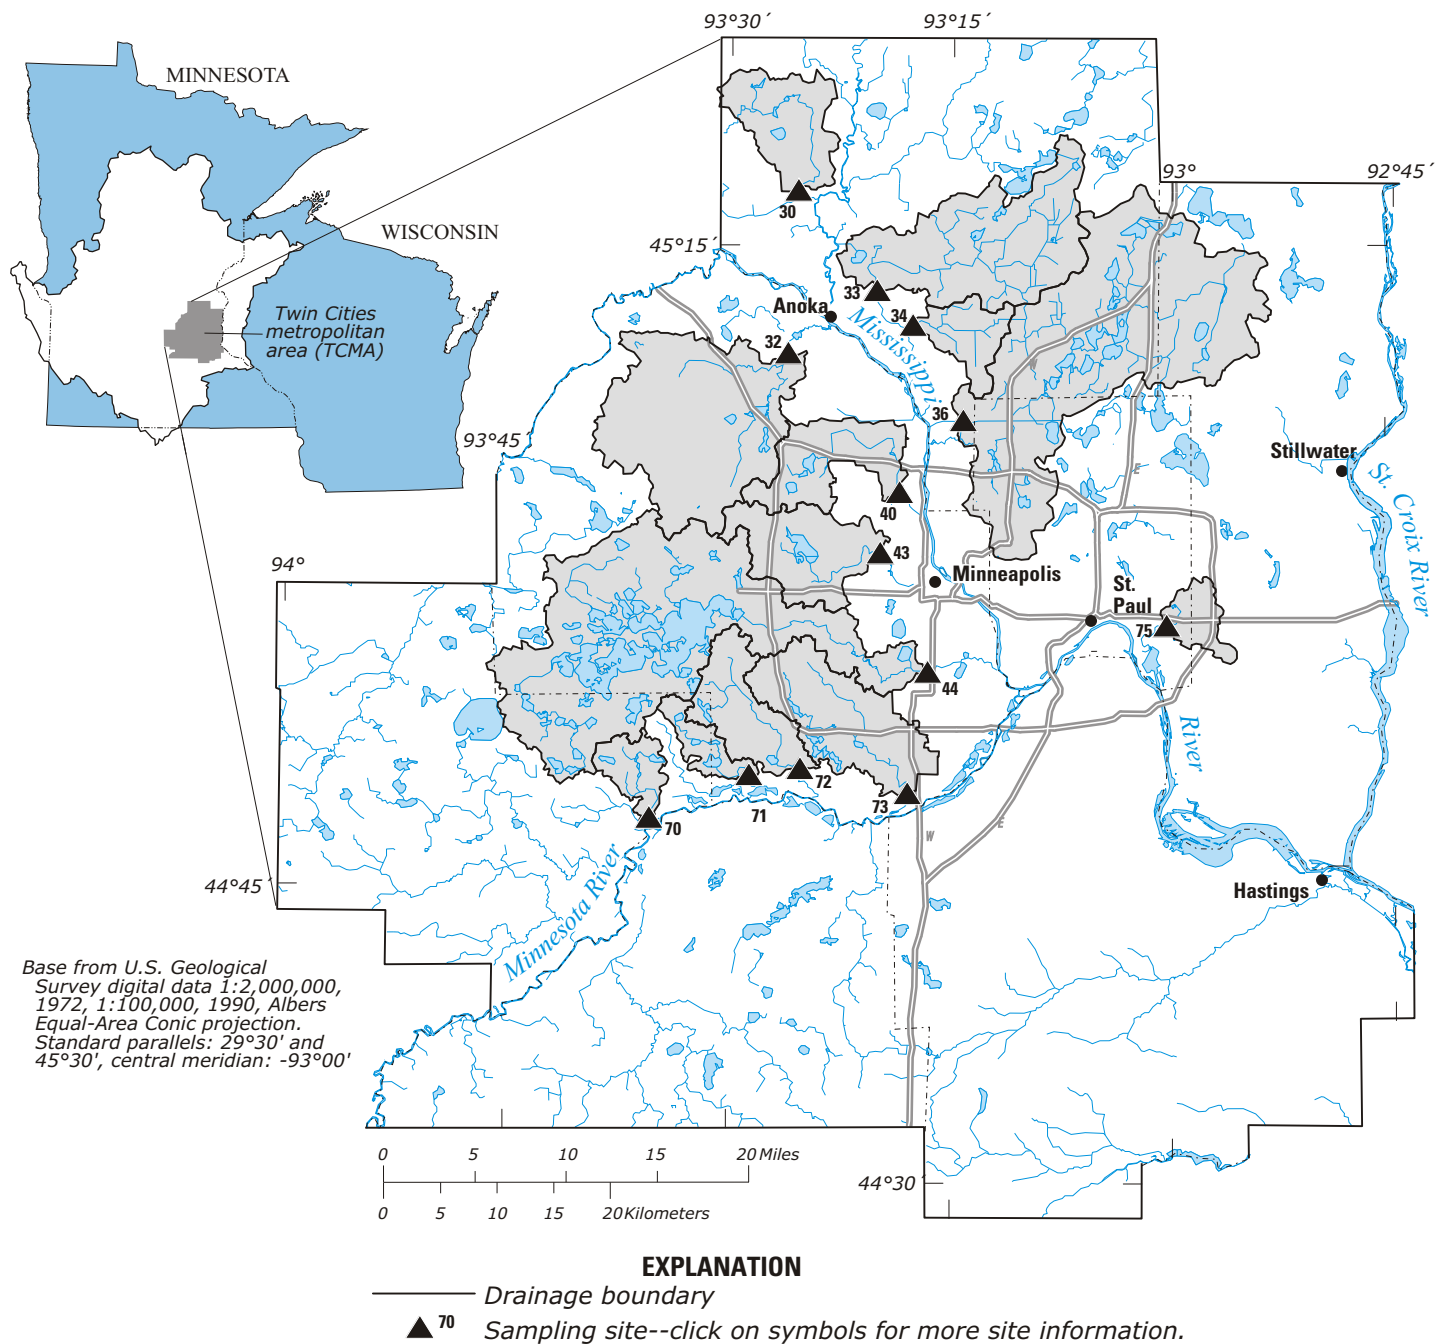 93°30´
93°15´
MINNESOTA
WISCONSIN
Twin Cities
metropolitan
area (TCMA)
93°
92°45´
30
45°15´
33
Anoka
34
Mississippi
32
36
93°45´
Stillwater
E
St. Croix River
40
43
94°
Minneapolis
St.
Paul
75
44
River
72
71
73
70
W
E
44°45´
Minnesota River
Hastings
Base from U.S. Geological
Survey digital data 1:2,000,000,
1972, 1:100,000, 1990, Albers
Equal-Area Conic projection.
Standard parallels: 29°30' and
45°30', central meridian: -93°00'
0 5 10 15 20 Miles
0 5 10 15 20 Kilometers
44°30´
EXPLANATION
Drainage boundary
70 Sampling site--click on symbols for more site information.